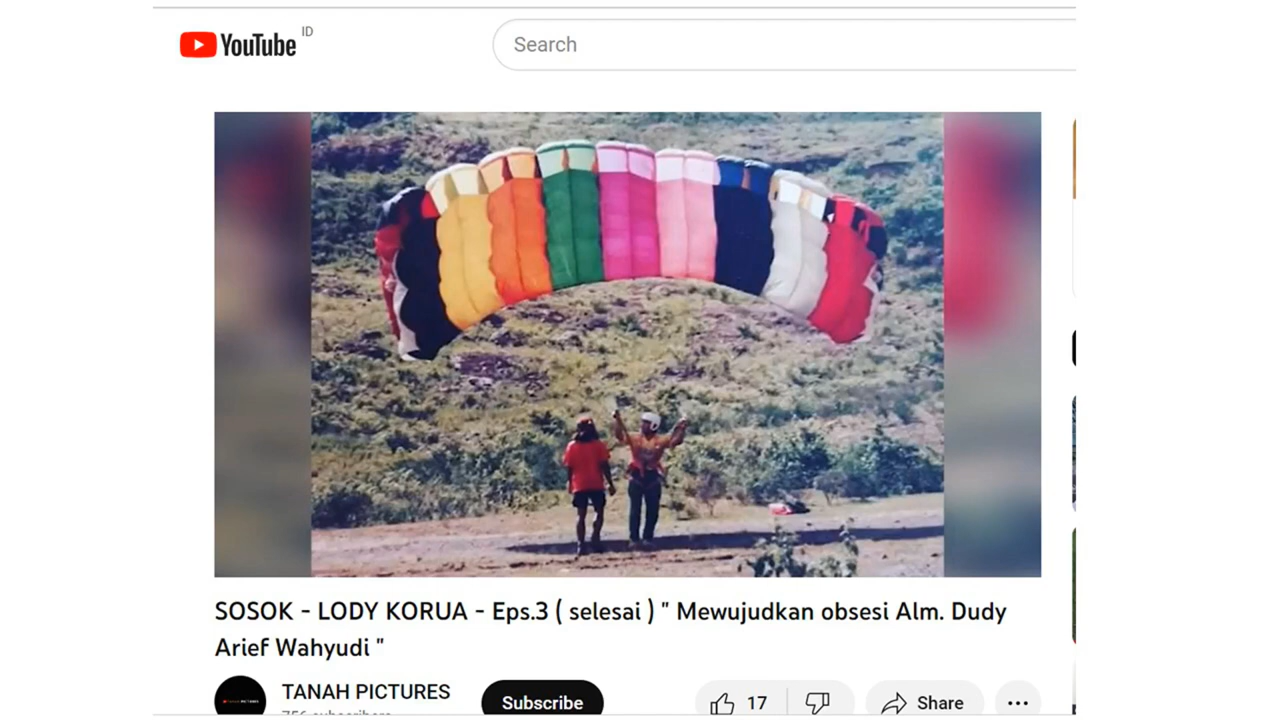 YouTube ID
Search
SOSOK - LODY KORUA - Eps.3 ( selesai ) " Mewujudkan obsesi Alm. Dudy
Arief Wahyudi "
TANAH PICTURES
Subscribe
17
Share